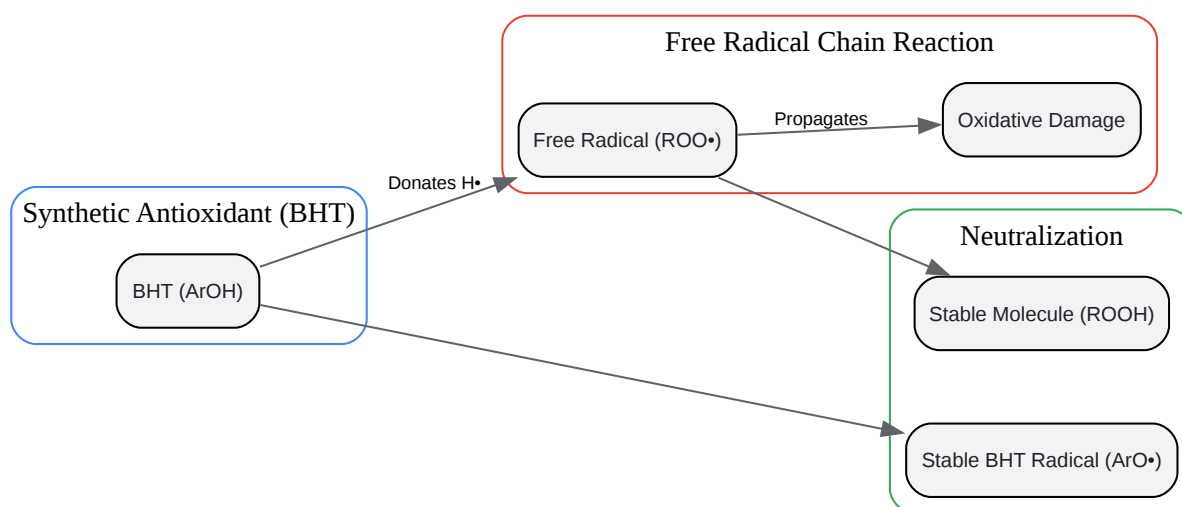 Free Radical Chain Reaction
Free Radical (ROO•)
Propagates
Oxidative Damage
Donates H•
Synthetic Antioxidant (BHT)
BHT (ArOH)
Neutralization
Stable Molecule (ROOH)
Stable BHT Radical (ArO•)